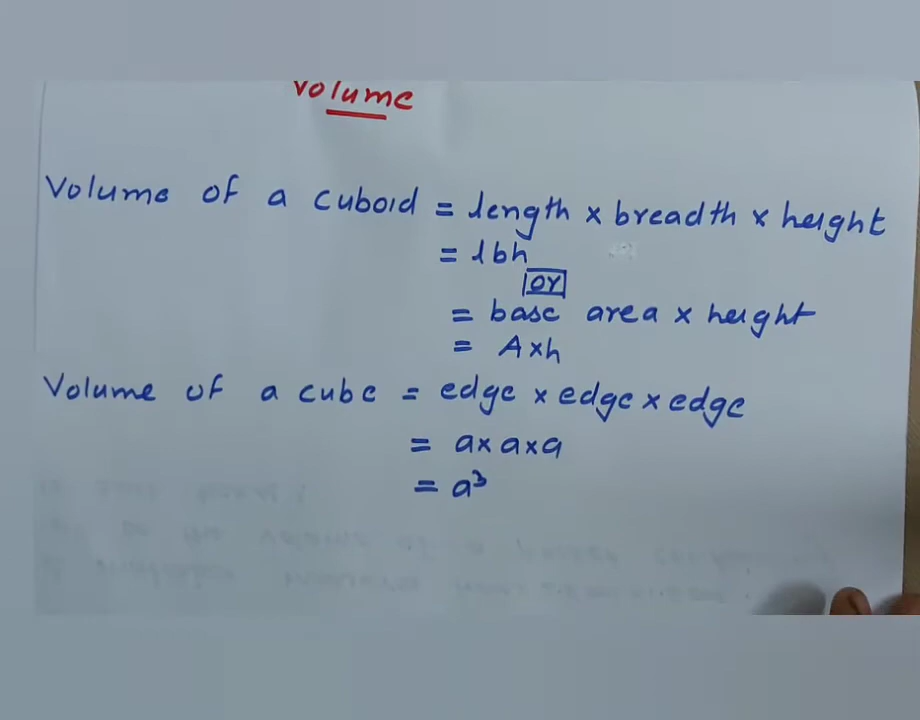 Volume
Volume of a cuboid = length × breadth × height
= lbh
or
= base area × height
= A×h
Volume of a cube = edge × edge × edge
= a×a×a
= a³